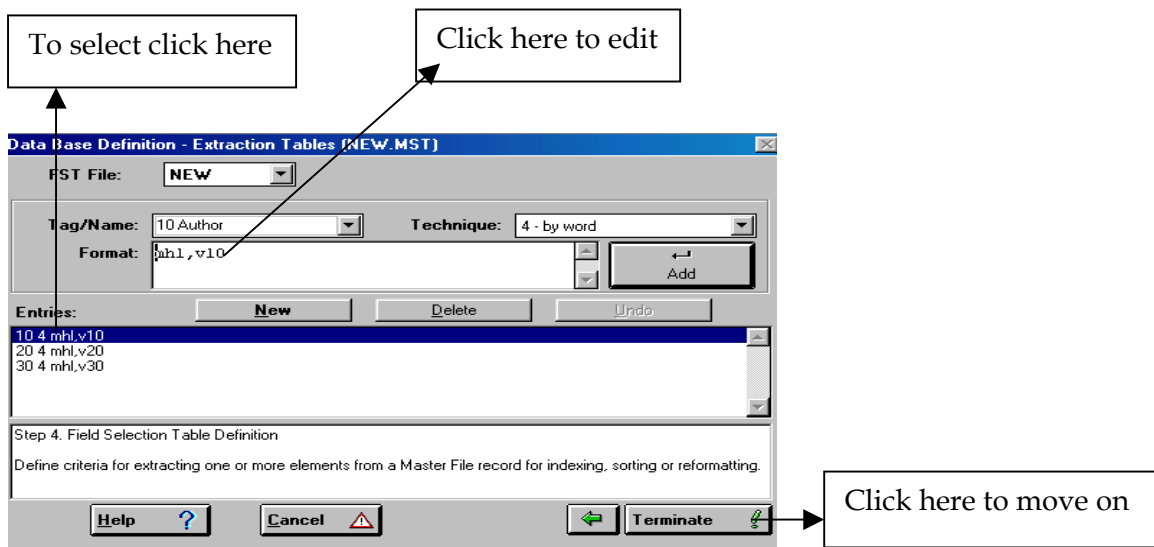 To select click here
Click here to edit
Data Base Definition - Extraction Tables (NEW.MST)
FST File: NEW
Tag/Name: 10 Author Technique: 4 - by word
Format: mhl,v10
Add
Entries: New Delete Undo
10 4 mhl,v10
20 4 mhl,v20
30 4 mhl,v30
Step 4. Field Selection Table Definition
Define criteria for extracting one or more elements from a Master File record for indexing, sorting or reformatting.
Help ? Cancel Terminate
Click here to move on